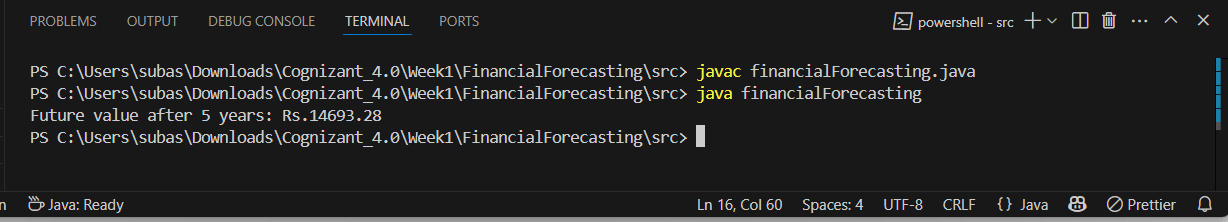 PROBLEMS OUTPUT DEBUG CONSOLE TERMINAL PORTS powershell - src
PS C:\Users\subas\Downloads\Cognizant_4.0\Week1\FinancialForecasting\src> javac financialForecasting.java
PS C:\Users\subas\Downloads\Cognizant_4.0\Week1\FinancialForecasting\src> java financialForecasting
Future value after 5 years: Rs.14693.28
PS C:\Users\subas\Downloads\Cognizant_4.0\Week1\FinancialForecasting\src>
Java: Ready Ln 16, Col 60 Spaces: 4 UTF-8 CRLF {} Java Prettier